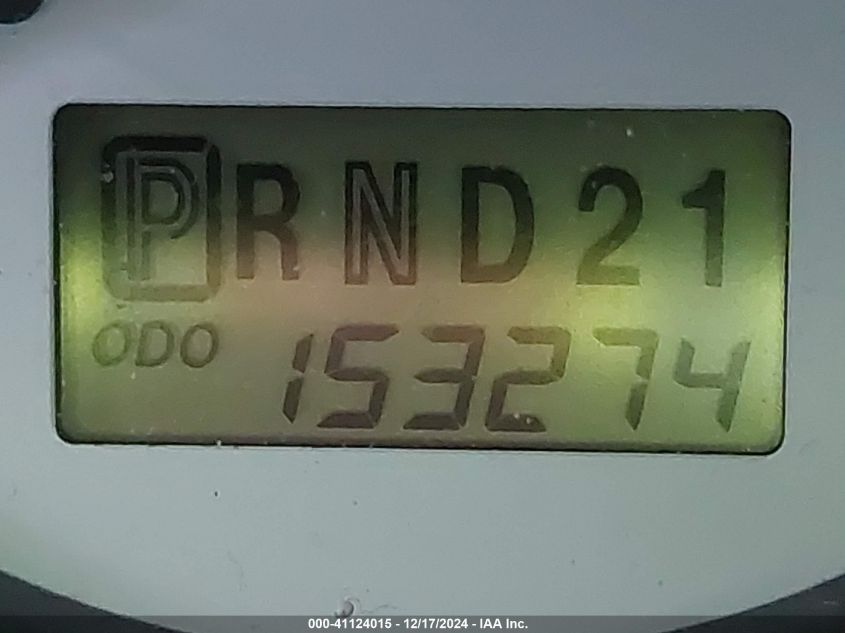 PRND21
ODO 153274
000-41124015 - 12/17/2024 - IAA Inc.